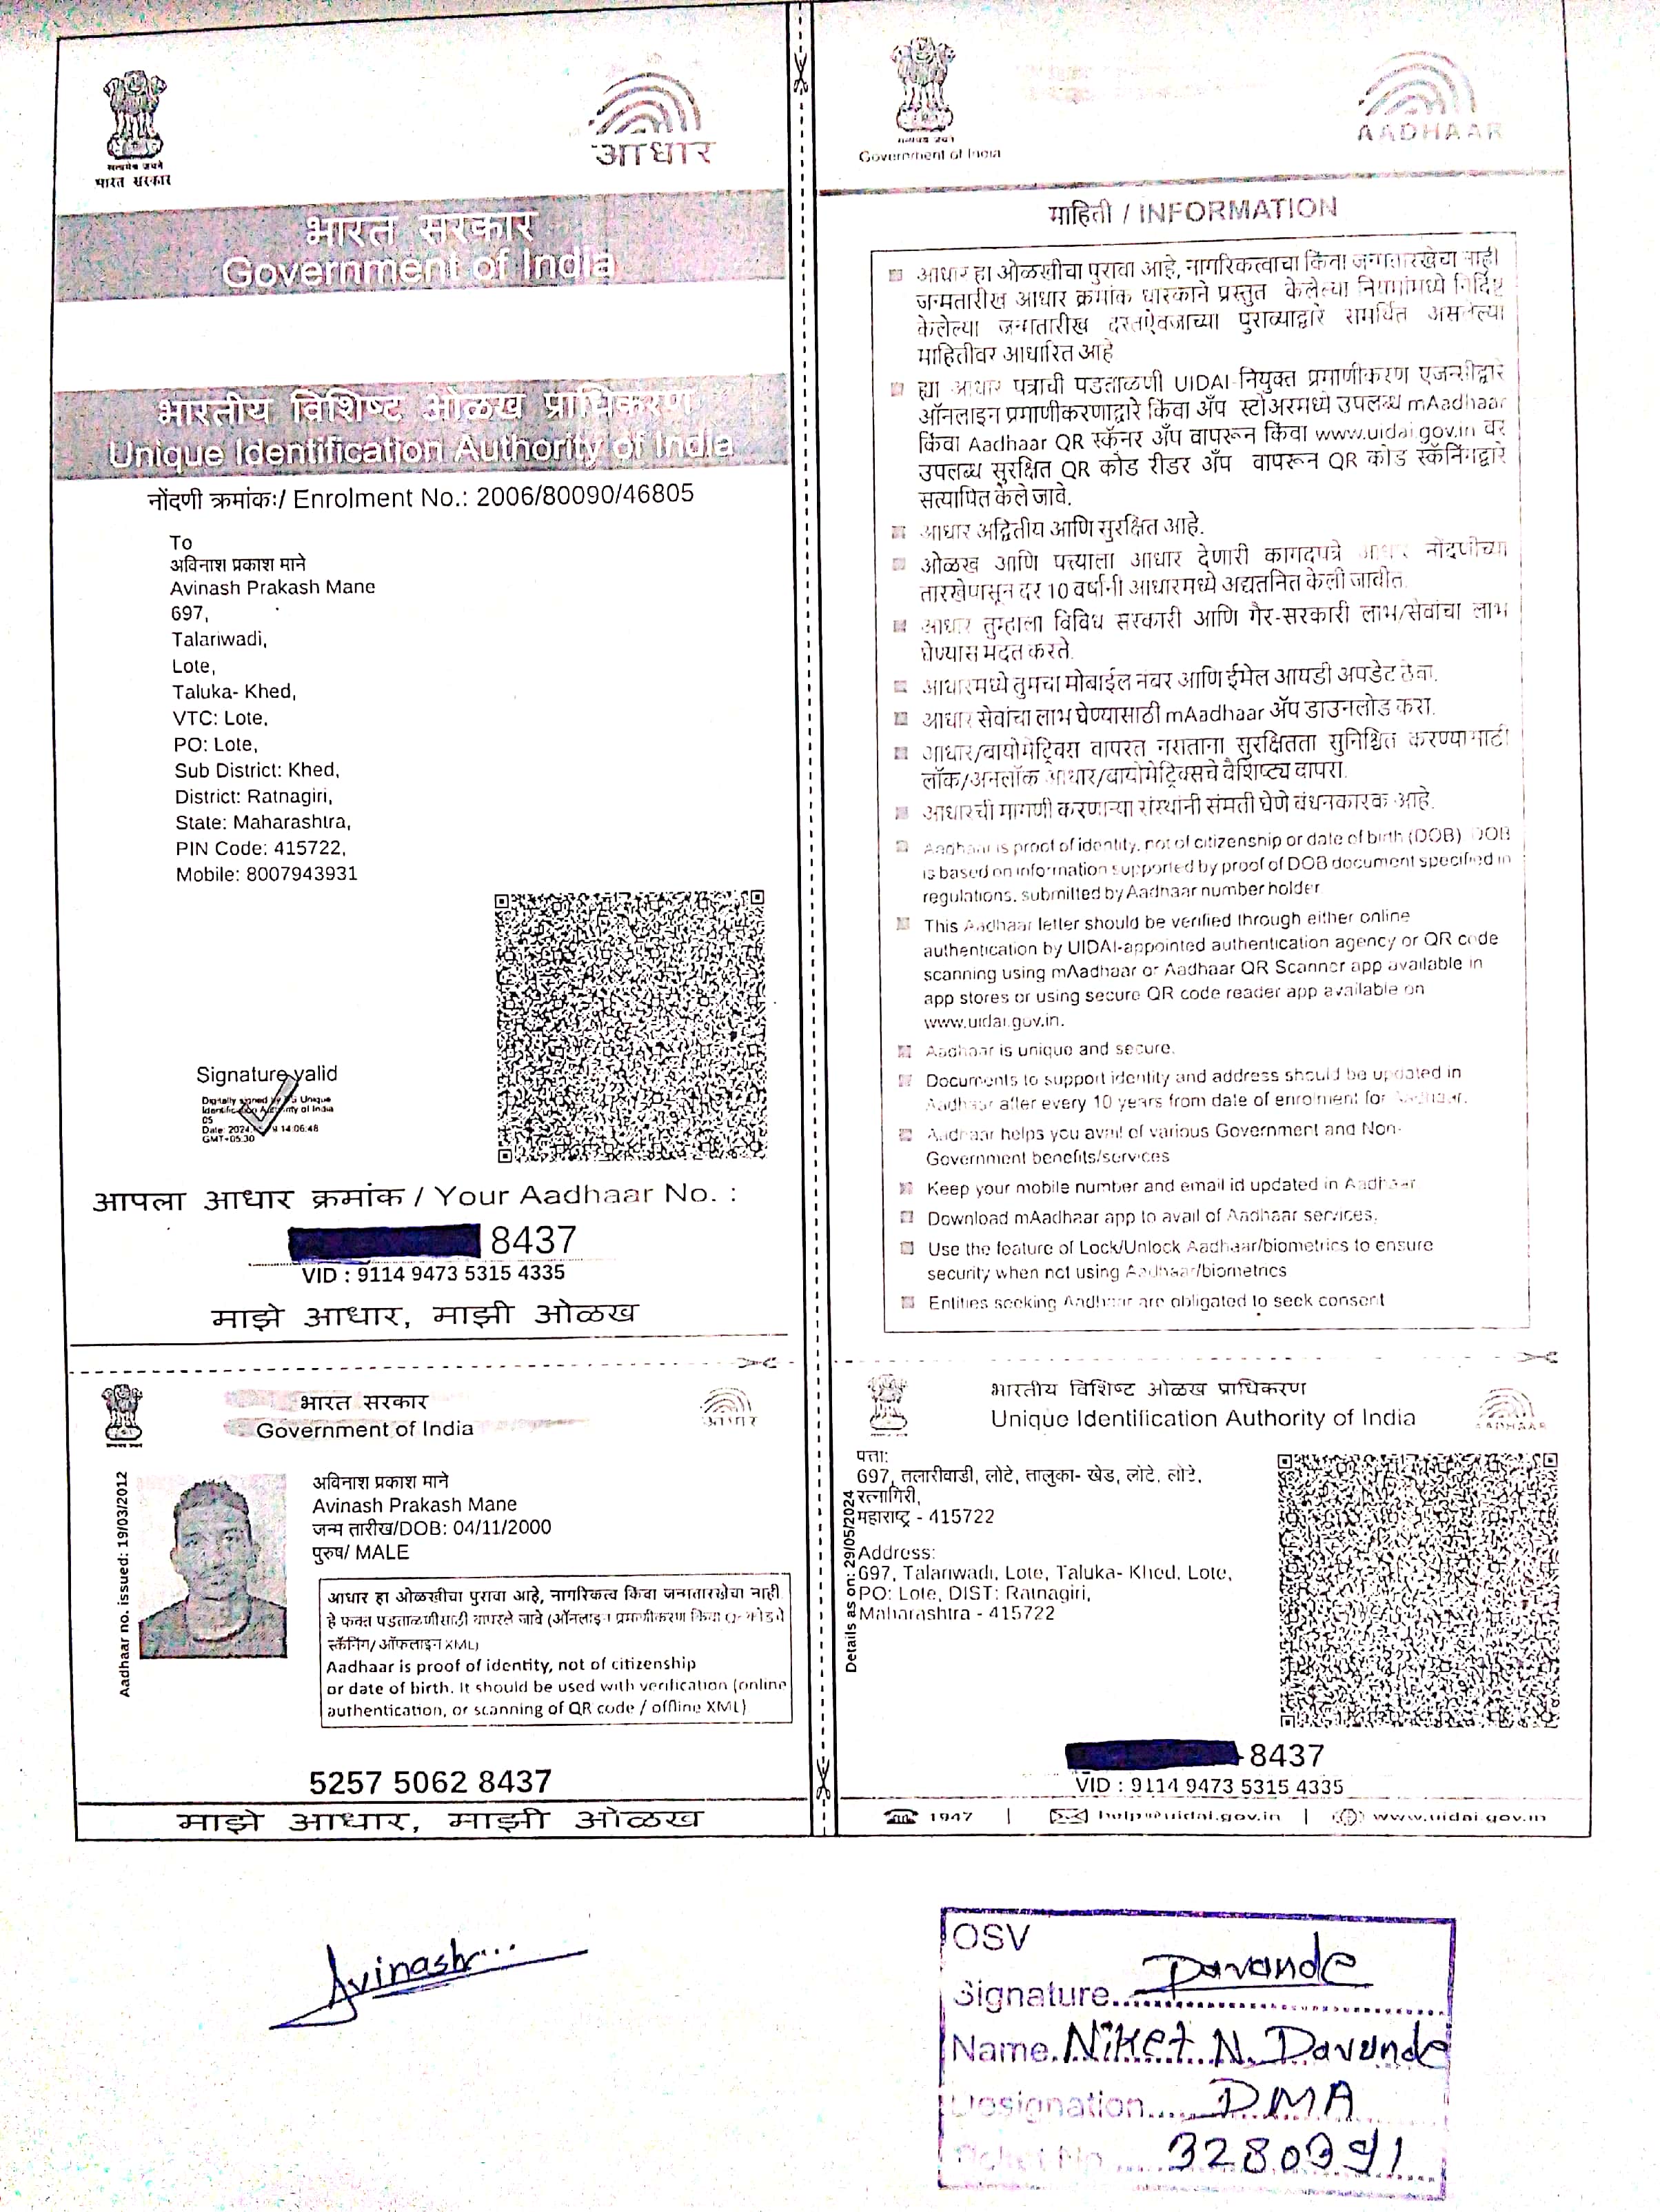 सत्यमेव जयते
भारत सरकार
आधार
भारत सरकार
Government of India
भारतीय विशिष्ट ओळख प्राधिकरण
Unique Identification Authority of India
नोंदणी क्रमांक:/ Enrolment No.: 2006/80090/46805
To
अविनाश प्रकाश माने
Avinash Prakash Mane
697,
Talariwadi,
Lote,
Taluka- Khed,
VTC: Lote,
PO: Lote,
Sub District: Khed,
District: Ratnagiri,
State: Maharashtra,
PIN Code: 415722,
Mobile: 8007943931
Signature valid
Digitally signed by DS Unique
Identification Authority of India
05
Date: 2024 14:06:48
GMT+05:30
आपला आधार क्रमांक / Your Aadhaar No. :
8437
VID : 9114 9473 5315 4335
माझे आधार, माझी ओळख
भारत सरकार
Government of India
आधार
Aadhaar no. issued: 19/03/2012
अविनाश प्रकाश माने
Avinash Prakash Mane
जन्म तारीख/DOB: 04/11/2000
पुरुष/ MALE
आधार हा ओळखीचा पुरावा आहे, नागरिकत्व किंवा जन्मतारखेचा नाही.
हे फक्त पडताळणीसाठी वापरले जावे (ऑनलाइन प्रमाणीकरण किंवा QR कोडचे
स्कॅनिंग/ ऑफलाइन XML)
Aadhaar is proof of identity, not of citizenship
or date of birth. It should be used with verification (online
authentication, or scanning of QR code / offline XML)
5257 5062 8437
माझे आधार, माझी ओळख
Government of India
AADHAAR
माहिती / INFORMATION
आधार हा ओळखीचा पुरावा आहे, नागरिकत्वाचा किंवा जन्मतारखेचा नाही
जन्मतारीख आधार क्रमांक धारकाने प्रस्तुत केलेल्या नियमांमध्ये निर्दिष्ट
केलेल्या जन्मतारीख दस्तऐवजाच्या पुराव्याद्वारे समर्थित असलेल्या
माहितीवर आधारित आहे
ह्या आधार पत्राची पडताळणी UIDAI-नियुक्त प्रमाणीकरण एजन्सीद्वारे
ऑनलाइन प्रमाणीकरणाद्वारे किंवा अँप स्टोअरमध्ये उपलब्ध mAadhaar
किंवा Aadhaar QR स्कॅनर अँप वापरून किंवा www.uidai.gov.in वर
उपलब्ध सुरक्षित QR कोड रीडर अँप वापरून QR कोड स्कॅनिंगद्वारे
सत्यापित केले जावे.
आधार अद्वितीय आणि सुरक्षित आहे.
ओळख आणि पत्त्याला आधार देणारी कागदपत्रे आधार नोंदणीच्या
तारखेपासून दर 10 वर्षांनी आधारमध्ये अद्यतनित केली जावीत.
आधार तुम्हाला विविध सरकारी आणि गैर-सरकारी लाभ/सेवांचा लाभ
घेण्यास मदत करते.
आधारमध्ये तुमचा मोबाईल नंबर आणि ईमेल आयडी अपडेट ठेवा.
आधार सेवांचा लाभ घेण्यासाठी mAadhaar ॲप डाउनलोड करा.
आधार/बायोमेट्रिक्स वापरत नसताना सुरक्षितता सुनिश्चित करण्यासाठी
लॉक/अनलॉक आधार/बायोमेट्रिक्सचे वैशिष्ट्य वापरा.
आधारची मागणी करणाऱ्या संस्थांनी संमती घेणे बंधनकारक आहे.
Aadhaar is proof of identity, not of citizenship or date of birth (DOB). DOB
is based on information supported by proof of DOB document specified in
regulations, submitted by Aadhaar number holder
This Aadhaar letter should be verified through either online
authentication by UIDAI-appointed authentication agency or QR code
scanning using mAadhaar or Aadhaar QR Scanner app available in
app stores or using secure QR code reader app available on
www.uidai.gov.in.
Aadhaar is unique and secure.
Documents to support identity and address should be updated in
Aadhaar after every 10 years from date of enrolment for Aadhaar.
Aadhaar helps you avail of various Government and Non-
Government benefits/services
Keep your mobile number and email id updated in Aadhaar
Download mAadhaar app to avail of Aadhaar services.
Use the feature of Lock/Unlock Aadhaar/biometrics to ensure
security when not using Aadhaar/biometrics
Entities seeking Aadhaar are obligated to seek consent
भारतीय विशिष्ट ओळख प्राधिकरण
Unique Identification Authority of India
AADHAAR
Details as on: 29/05/2024
पत्ता:
697, तलारीवाडी, लोटे, तालुका- खेड, लोटे, लोटे,
रत्नागिरी,
महाराष्ट्र - 415722
Address:
697, Talariwadi, Lote, Taluka- Khed, Lote,
PO: Lote, DIST: Ratnagiri,
Maharashtra - 415722
8437
VID : 9114 9473 5315 4335
1947 | help@uidai.gov.in | www.uidai.gov.in
Avinash
OSV
Signature Davande
Name Niket N. Davande
Designation DMA
3280391